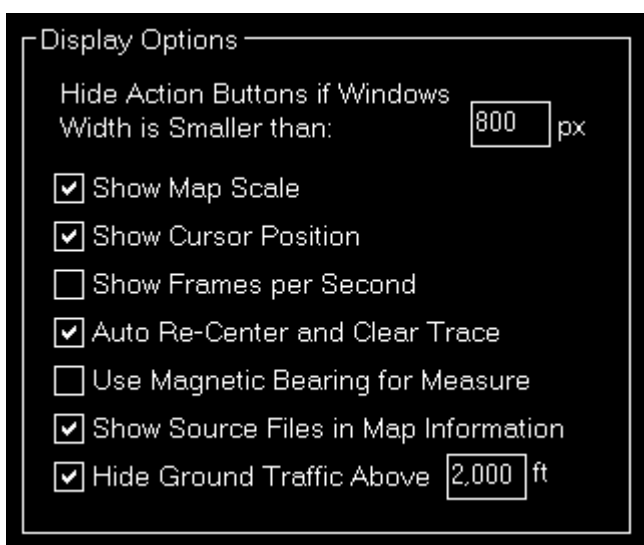 Display Options
Hide Action Buttons if Windows
Width is Smaller than: 800 px
Show Map Scale
Show Cursor Position
Show Frames per Second
Auto Re-Center and Clear Trace
Use Magnetic Bearing for Measure
Show Source Files in Map Information
Hide Ground Traffic Above 2,000 ft